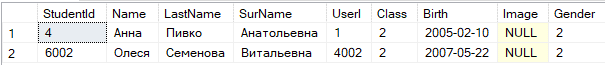 StudentId Name LastName SurName UserI Class Birth Image Gender
1 4 Анна Пивко Анатольевна 1 2 2005-02-10 NULL 2
2 6002 Олеся Семенова Витальевна 4002 2 2007-05-22 NULL 2